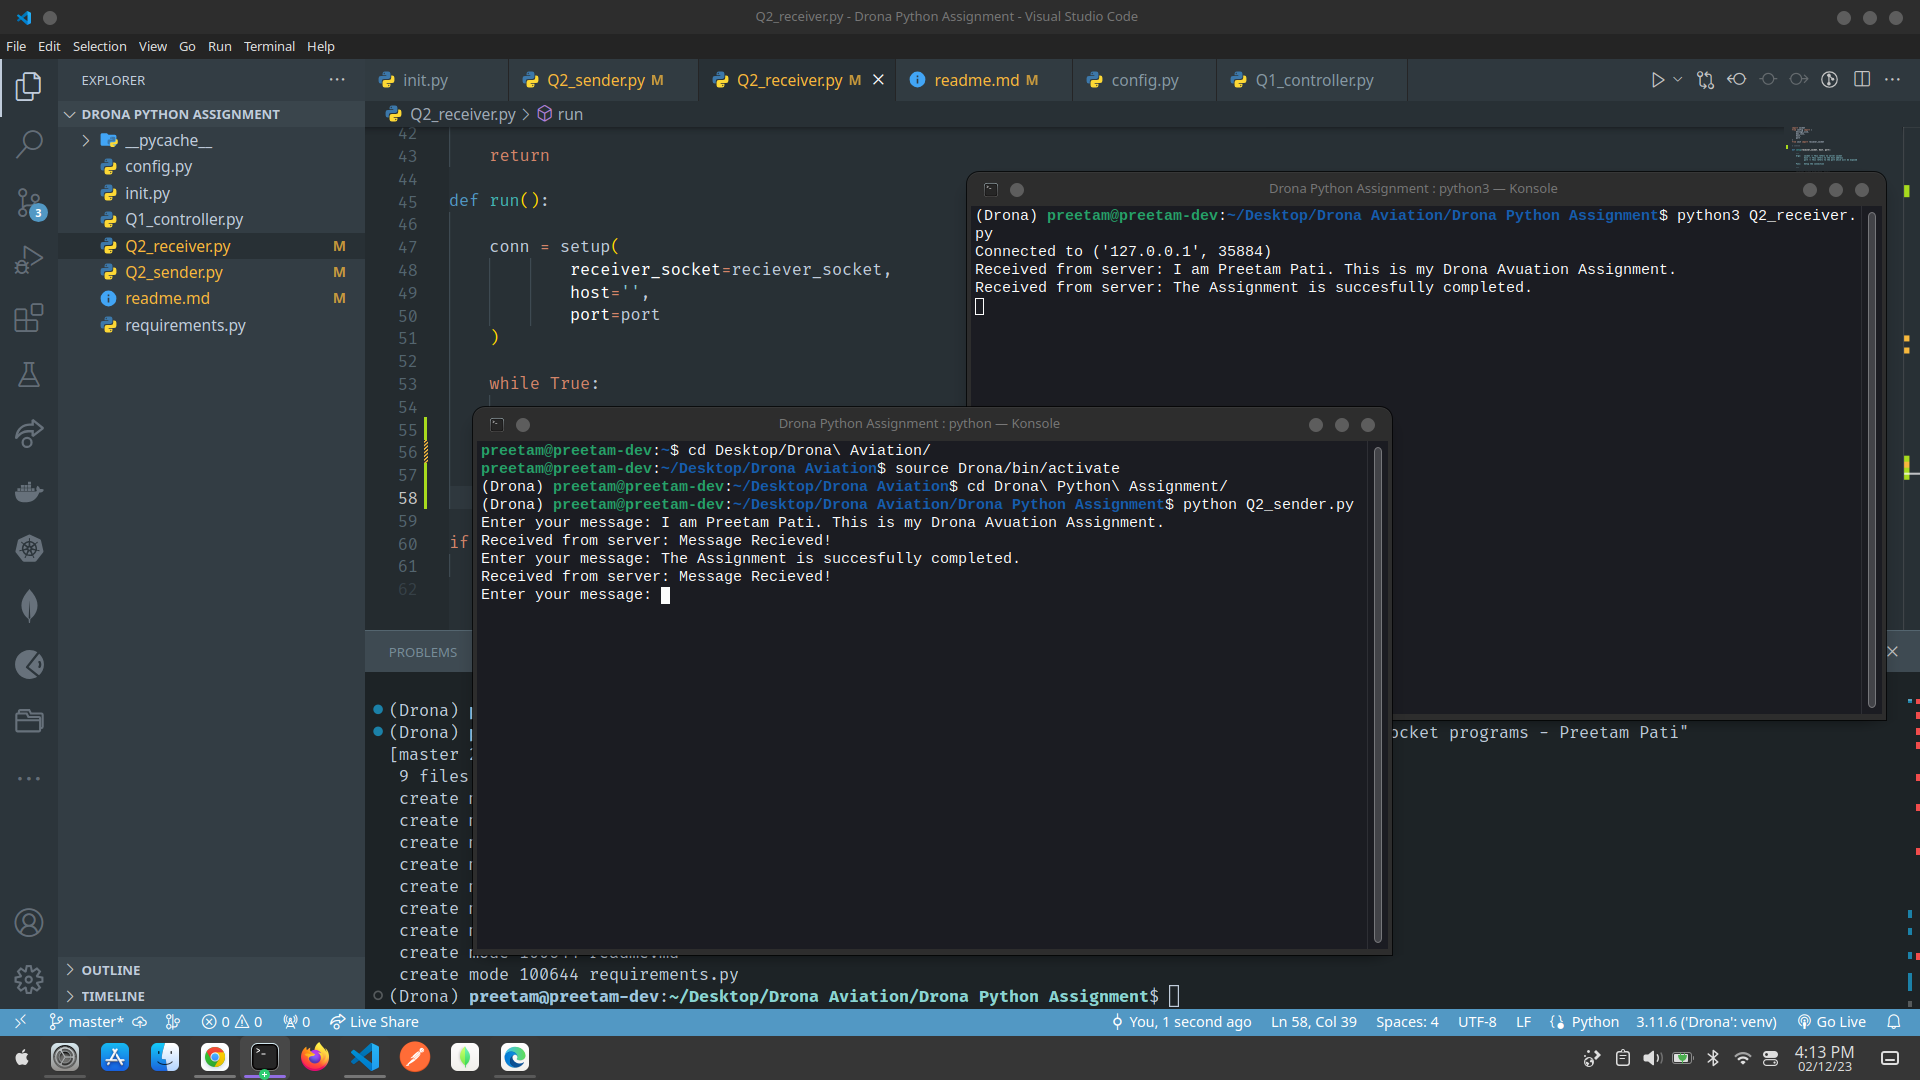 Q2_receiver.py - Drona Python Assignment - Visual Studio Code
File Edit Selection View Go Run Terminal Help
EXPLORER
init.py Q2_sender.py M Q2_receiver.py M readme.md M config.py Q1_controller.py
DRONA PYTHON ASSIGNMENT
__pycache__
config.py
init.py
Q1_controller.py
Q2_receiver.py M
Q2_sender.py M
readme.md M
requirements.py
3
OUTLINE
TIMELINE
Q2_receiver.py > run
42
43 return
44
45 def run():
46
47 conn = setup(
48 receiver_socket=reciever_socket,
49 host='',
50 port=port
51 )
52
53 while True:
54
55
56
57
58
59
60 if
61
62
Drona Python Assignment : python3 — Konsole
(Drona) preetam@preetam-dev:~/Desktop/Drona Aviation/Drona Python Assignment$ python3 Q2_receiver.
py
Connected to ('127.0.0.1', 35884)
Received from server: I am Preetam Pati. This is my Drona Avuation Assignment.
Received from server: The Assignment is succesfully completed.
Drona Python Assignment : python — Konsole
preetam@preetam-dev:~$ cd Desktop/Drona\ Aviation/
preetam@preetam-dev:~/Desktop/Drona Aviation$ source Drona/bin/activate
(Drona) preetam@preetam-dev:~/Desktop/Drona Aviation$ cd Drona\ Python\ Assignment/
(Drona) preetam@preetam-dev:~/Desktop/Drona Aviation/Drona Python Assignment$ python Q2_sender.py
Enter your message: I am Preetam Pati. This is my Drona Avuation Assignment.
Received from server: Message Recieved!
Enter your message: The Assignment is succesfully completed.
Received from server: Message Recieved!
Enter your message:
PROBLEMS
(Drona)
(Drona) ocket programs - Preetam Pati"
[master
9 files
create
create
create
create
create
create
create
create
create mode 100644 requirements.py
(Drona) preetam@preetam-dev:~/Desktop/Drona Aviation/Drona Python Assignment$
master* 0 0 0 Live Share You, 1 second ago Ln 58, Col 39 Spaces: 4 UTF-8 LF Python 3.11.6 ('Drona': venv) Go Live
4:13 PM
02/12/23